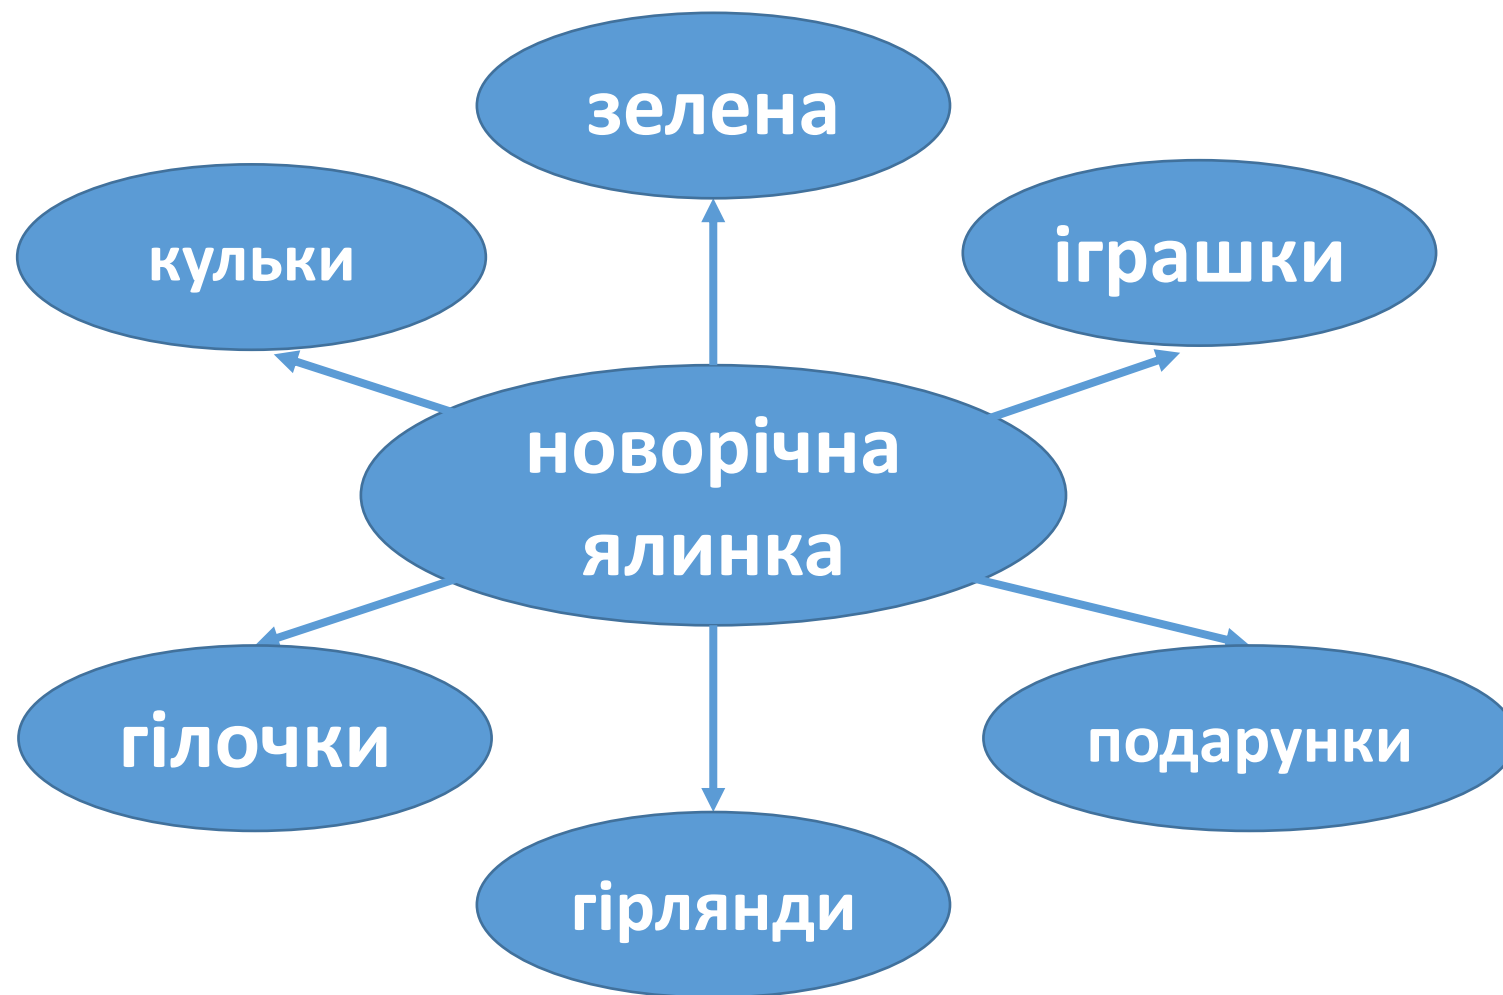 зелена
кульки
іграшки
новорічна
ялинка
гілочки
подарунки
гірлянди